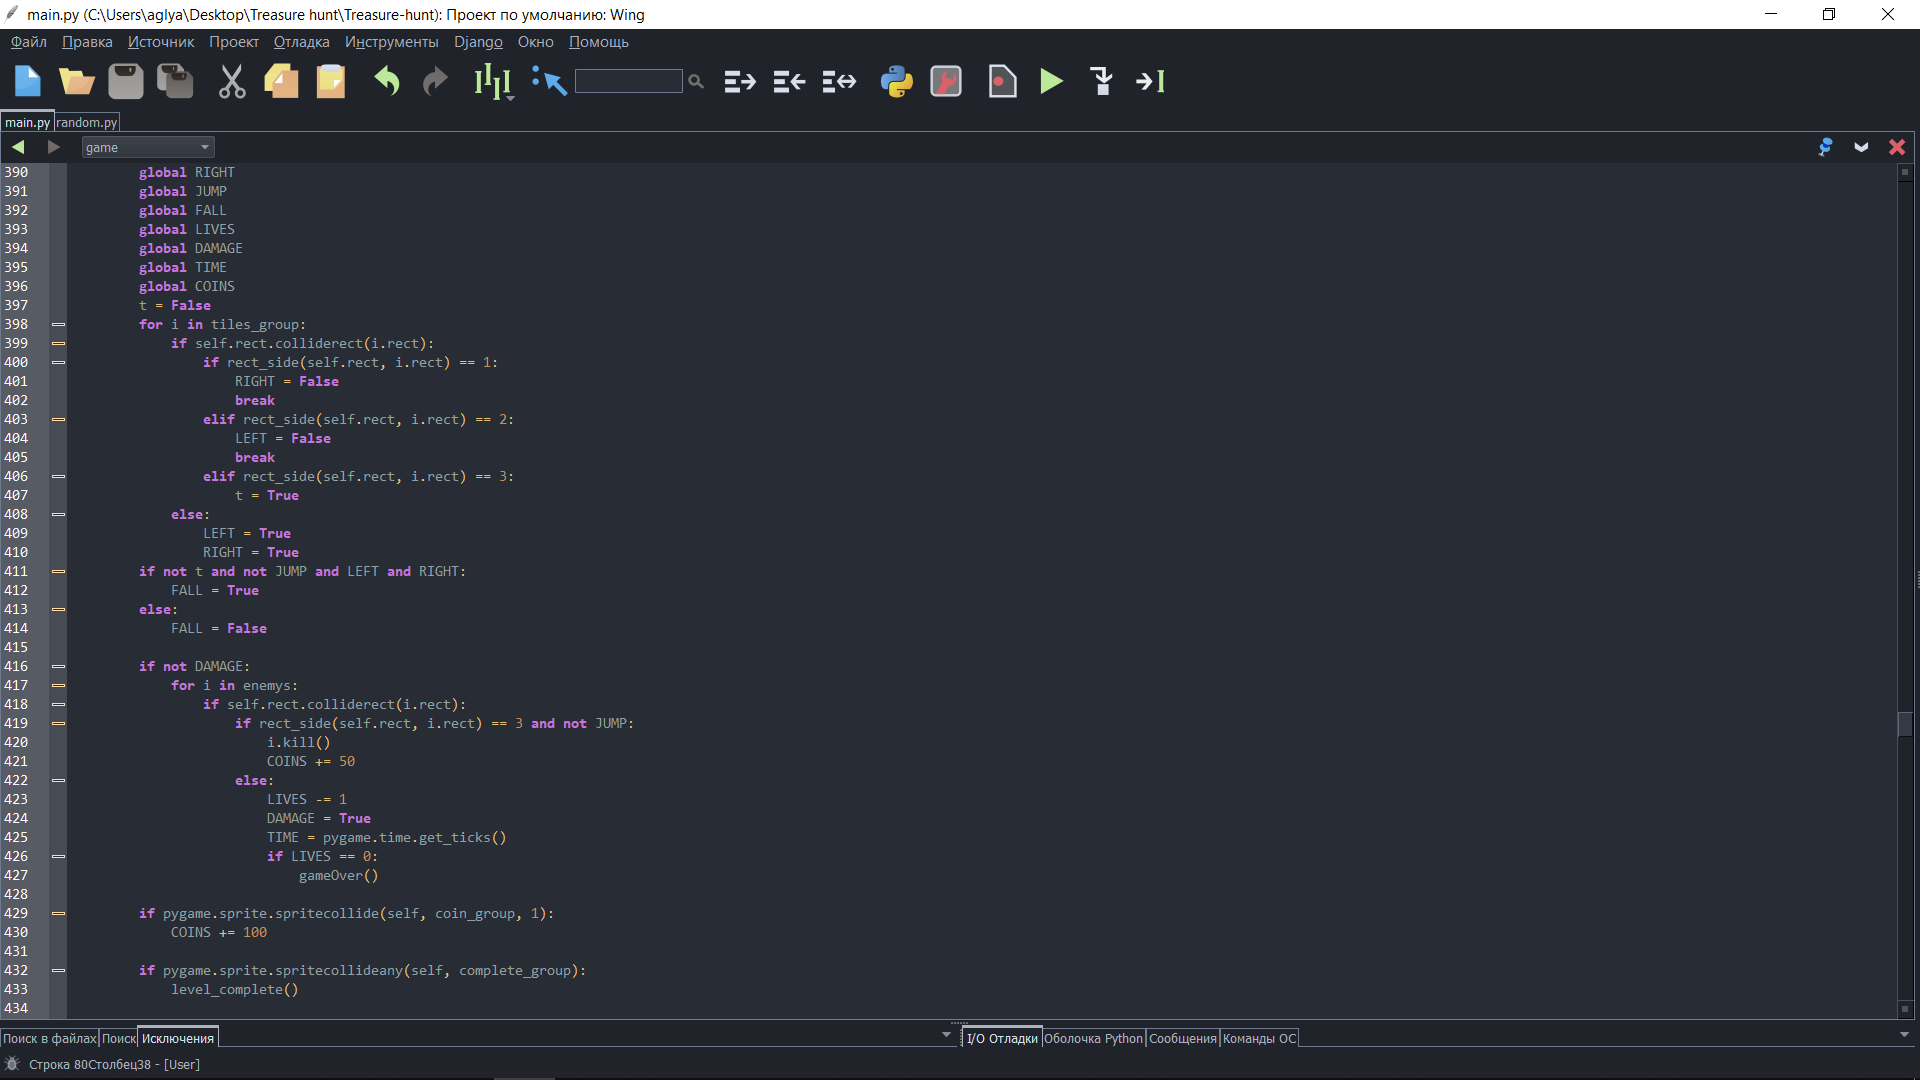 main.py (C:\Users\aglya\Desktop\Treasure hunt\Treasure-hunt): Проект по умолчанию: Wing
Файл Правка Источник Проект Отладка Инструменты Django Окно Помощь
main.py random.py
game
390 global RIGHT
391 global JUMP
392 global FALL
393 global LIVES
394 global DAMAGE
395 global TIME
396 global COINS
397 t = False
398 for i in tiles_group:
399 if self.rect.colliderect(i.rect):
400 if rect_side(self.rect, i.rect) == 1:
401 RIGHT = False
402 break
403 elif rect_side(self.rect, i.rect) == 2:
404 LEFT = False
405 break
406 elif rect_side(self.rect, i.rect) == 3:
407 t = True
408 else:
409 LEFT = True
410 RIGHT = True
411 if not t and not JUMP and LEFT and RIGHT:
412 FALL = True
413 else:
414 FALL = False
415
416 if not DAMAGE:
417 for i in enemys:
418 if self.rect.colliderect(i.rect):
419 if rect_side(self.rect, i.rect) == 3 and not JUMP:
420 i.kill()
421 COINS += 50
422 else:
423 LIVES -= 1
424 DAMAGE = True
425 TIME = pygame.time.get_ticks()
426 if LIVES == 0:
427 gameOver()
428
429 if pygame.sprite.spritecollide(self, coin_group, 1):
430 COINS += 100
431
432 if pygame.sprite.spritecollideany(self, complete_group):
433 level_complete()
434
Поиск в файлах Поиск Исключения I/O Отладки Оболочка Python Сообщения Команды ОС
Строка 80Столбец38 - [User]